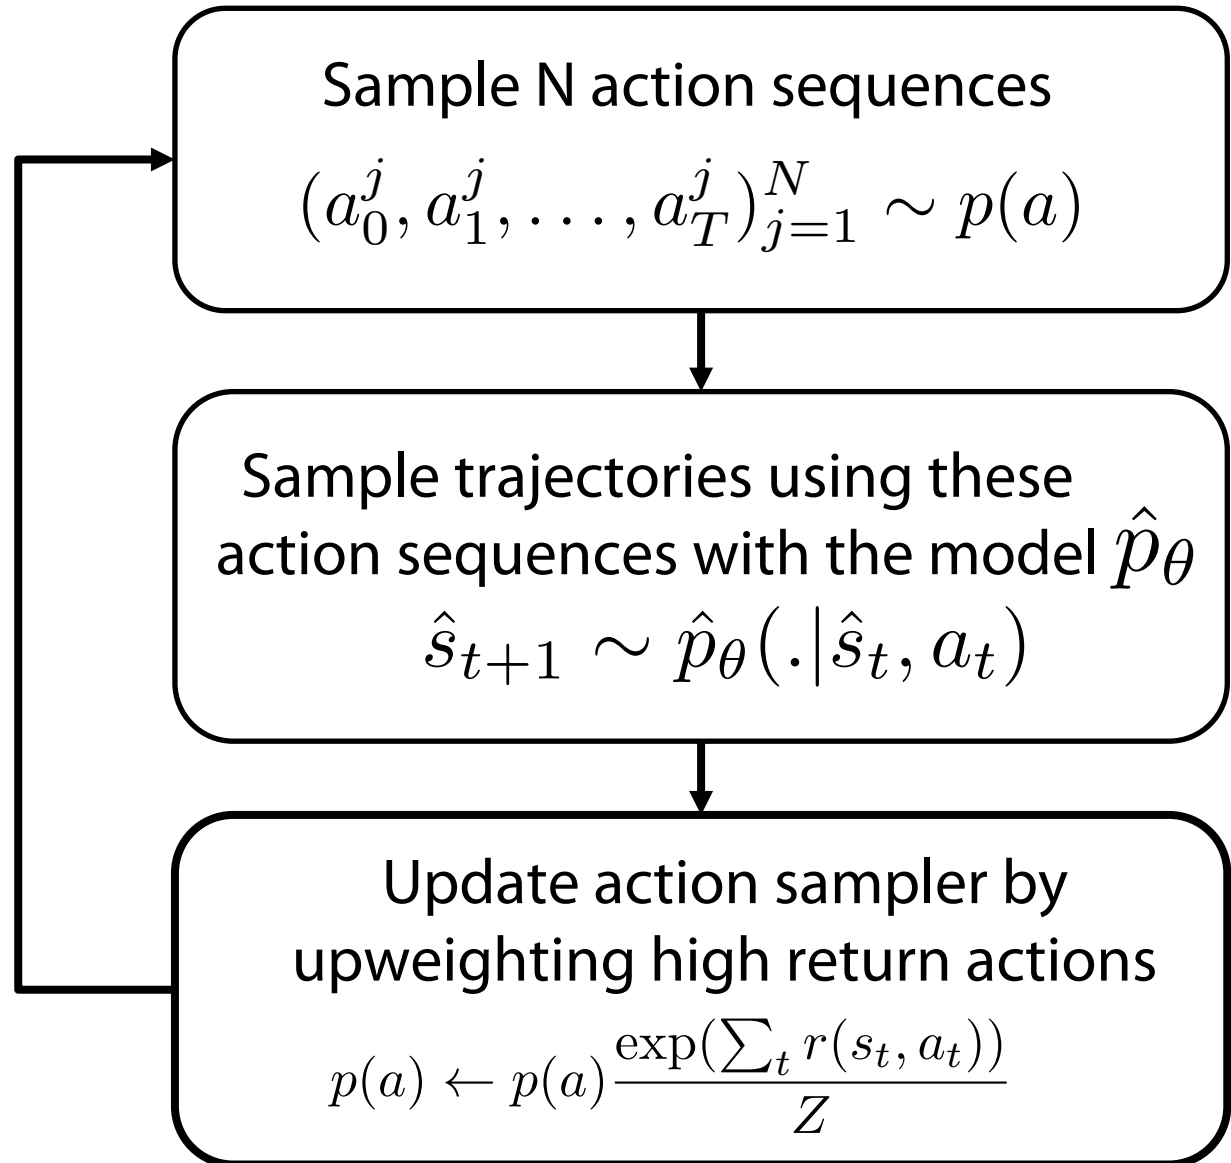 Sample N action sequences
$(a_0^j, a_1^j, \ldots, a_T^j)_{j=1}^N \sim p(a)$
Sample trajectories using these
action sequences with the model $\hat{p}_\theta$
$\hat{s}_{t+1} \sim \hat{p}_\theta(.|\hat{s}_t, a_t)$
Update action sampler by
upweighting high return actions
$p(a) \leftarrow p(a) \frac{\exp(\sum_t r(s_t, a_t))}{Z}$